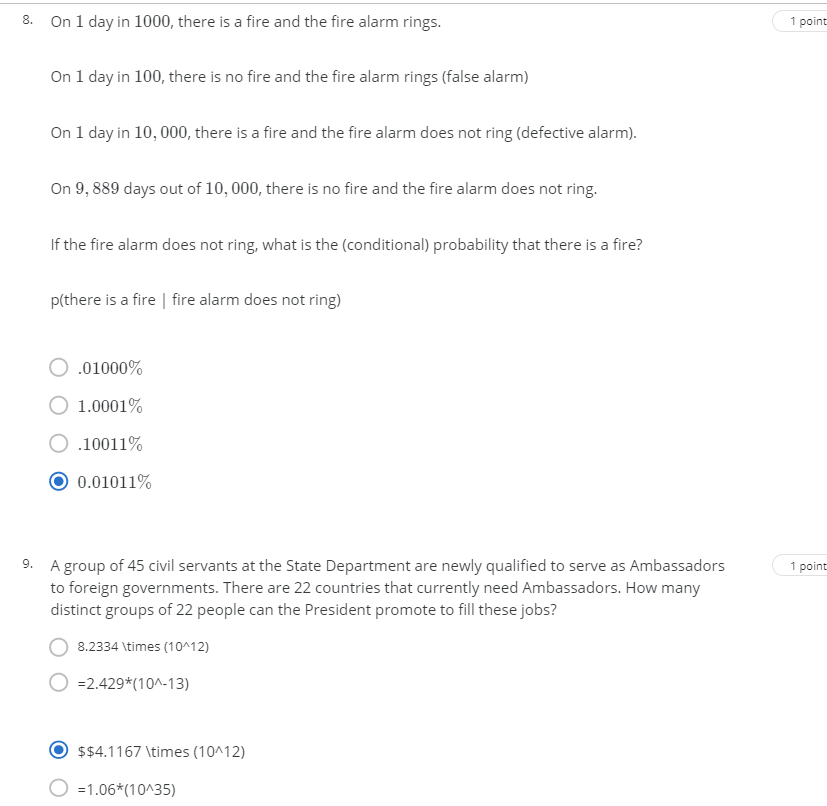 8. On 1 day in 1000, there is a fire and the fire alarm rings.
1 point
On 1 day in 100, there is no fire and the fire alarm rings (false alarm)
On 1 day in 10, 000, there is a fire and the fire alarm does not ring (defective alarm).
On 9, 889 days out of 10, 000, there is no fire and the fire alarm does not ring.
If the fire alarm does not ring, what is the (conditional) probability that there is a fire?
p(there is a fire | fire alarm does not ring)
.01000%
1.0001%
.10011%
0.01011%
9. A group of 45 civil servants at the State Department are newly qualified to serve as Ambassadors
1 point
to foreign governments. There are 22 countries that currently need Ambassadors. How many
distinct groups of 22 people can the President promote to fill these jobs?
8.2334 \times (10^12)
=2.429*(10^-13)
$$4.1167 \times (10^12)
=1.06*(10^35)